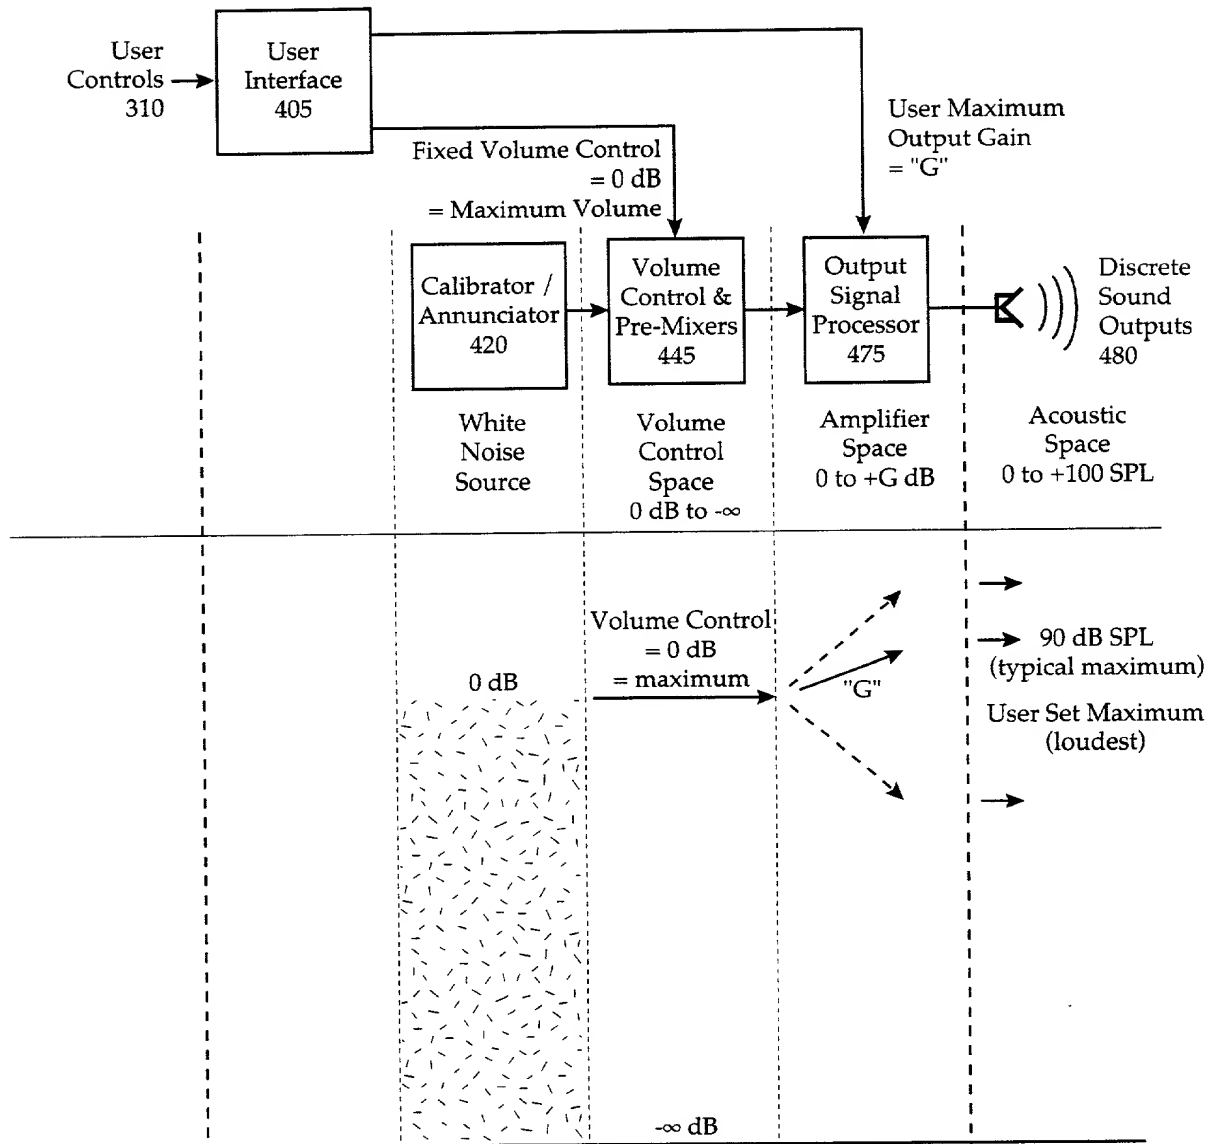 User
Controls
310
User
Interface
405
User Maximum
Output Gain
= "G"
Fixed Volume Control
= 0 dB
= Maximum Volume
Calibrator /
Annunciator
420
Volume
Control &
Pre-Mixers
445
Output
Signal
Processor
475
Discrete
Sound
Outputs
480
White
Noise
Source
Volume
Control
Space
0 dB to -∞
Amplifier
Space
0 to +G dB
Acoustic
Space
0 to +100 SPL
Volume Control
= 0 dB
= maximum
0 dB
"G"
90 dB SPL
(typical maximum)
User Set Maximum
(loudest)
-∞ dB